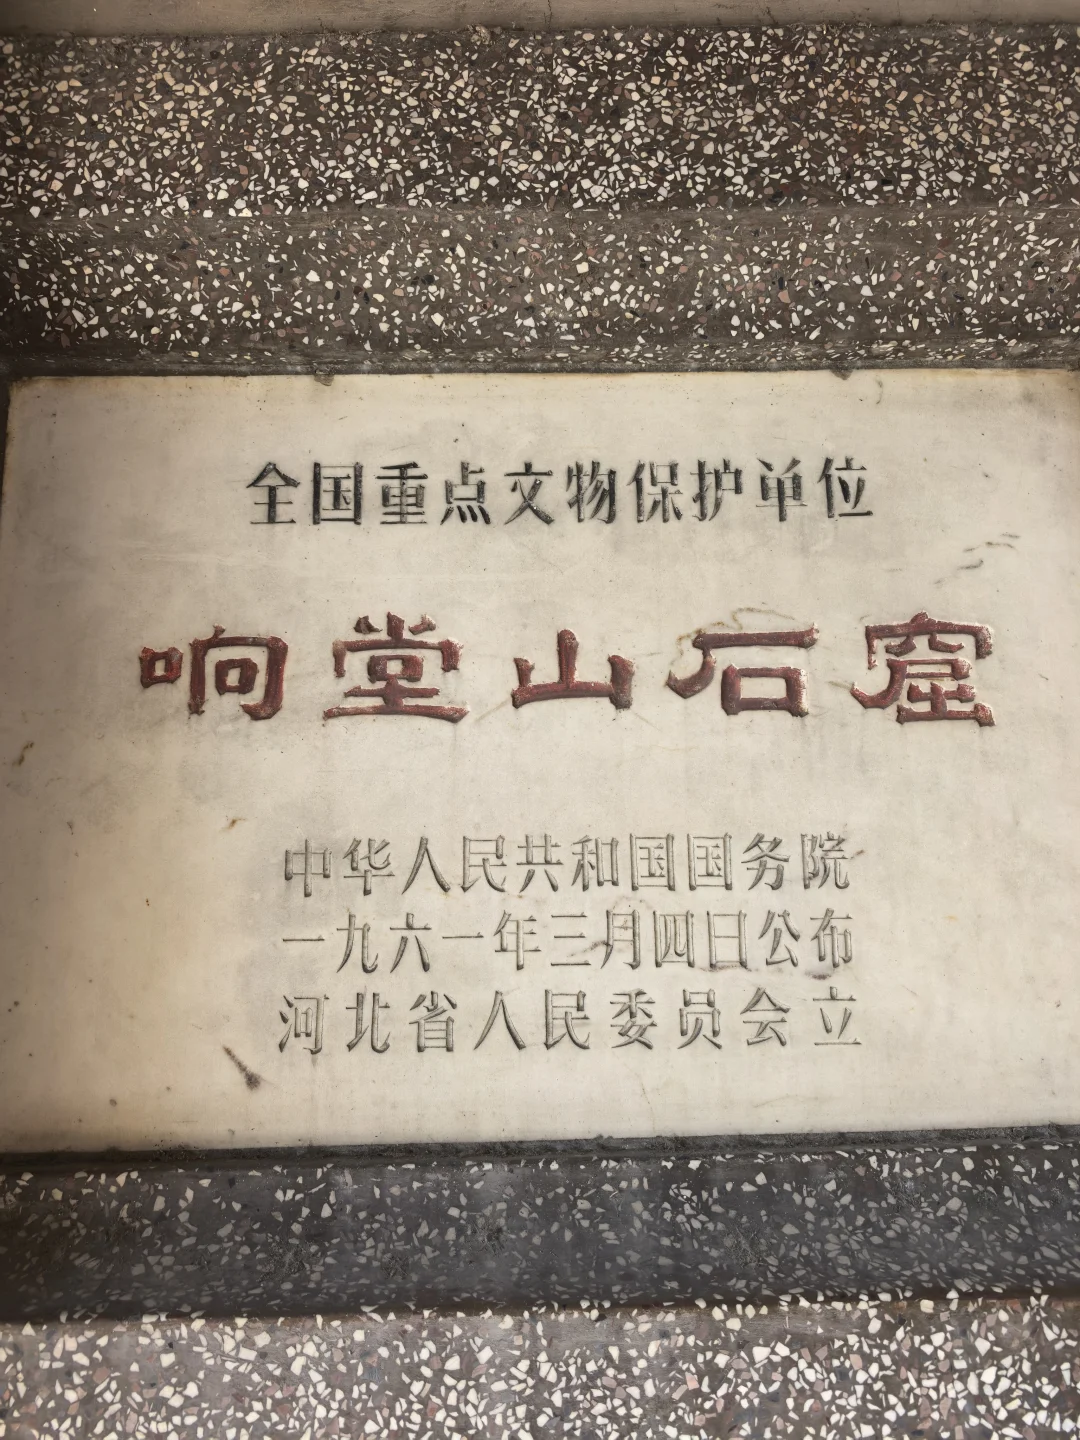 全国重点文物保护单位
响堂山石窟
中华人民共和国国务院
一九六一年三月四日公布
河北省人民委员会立